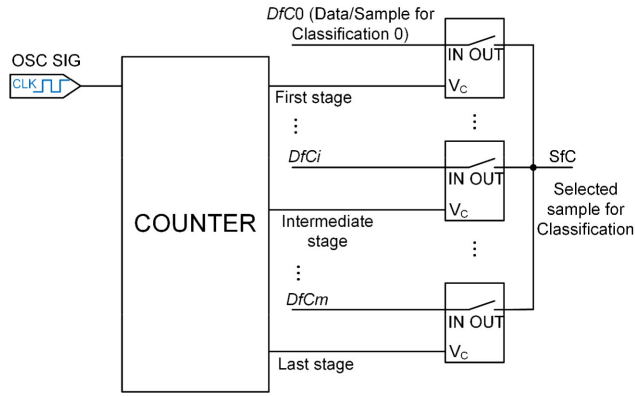 DfC0 (Data/Sample for
Classification 0)
IN OUT
OSC SIG
CLK
First stage
VC
DfCi
IN OUT
SfC
Selected
sample for
Classification
COUNTER
Intermediate
stage
VC
DfCm
IN OUT
Last stage
VC